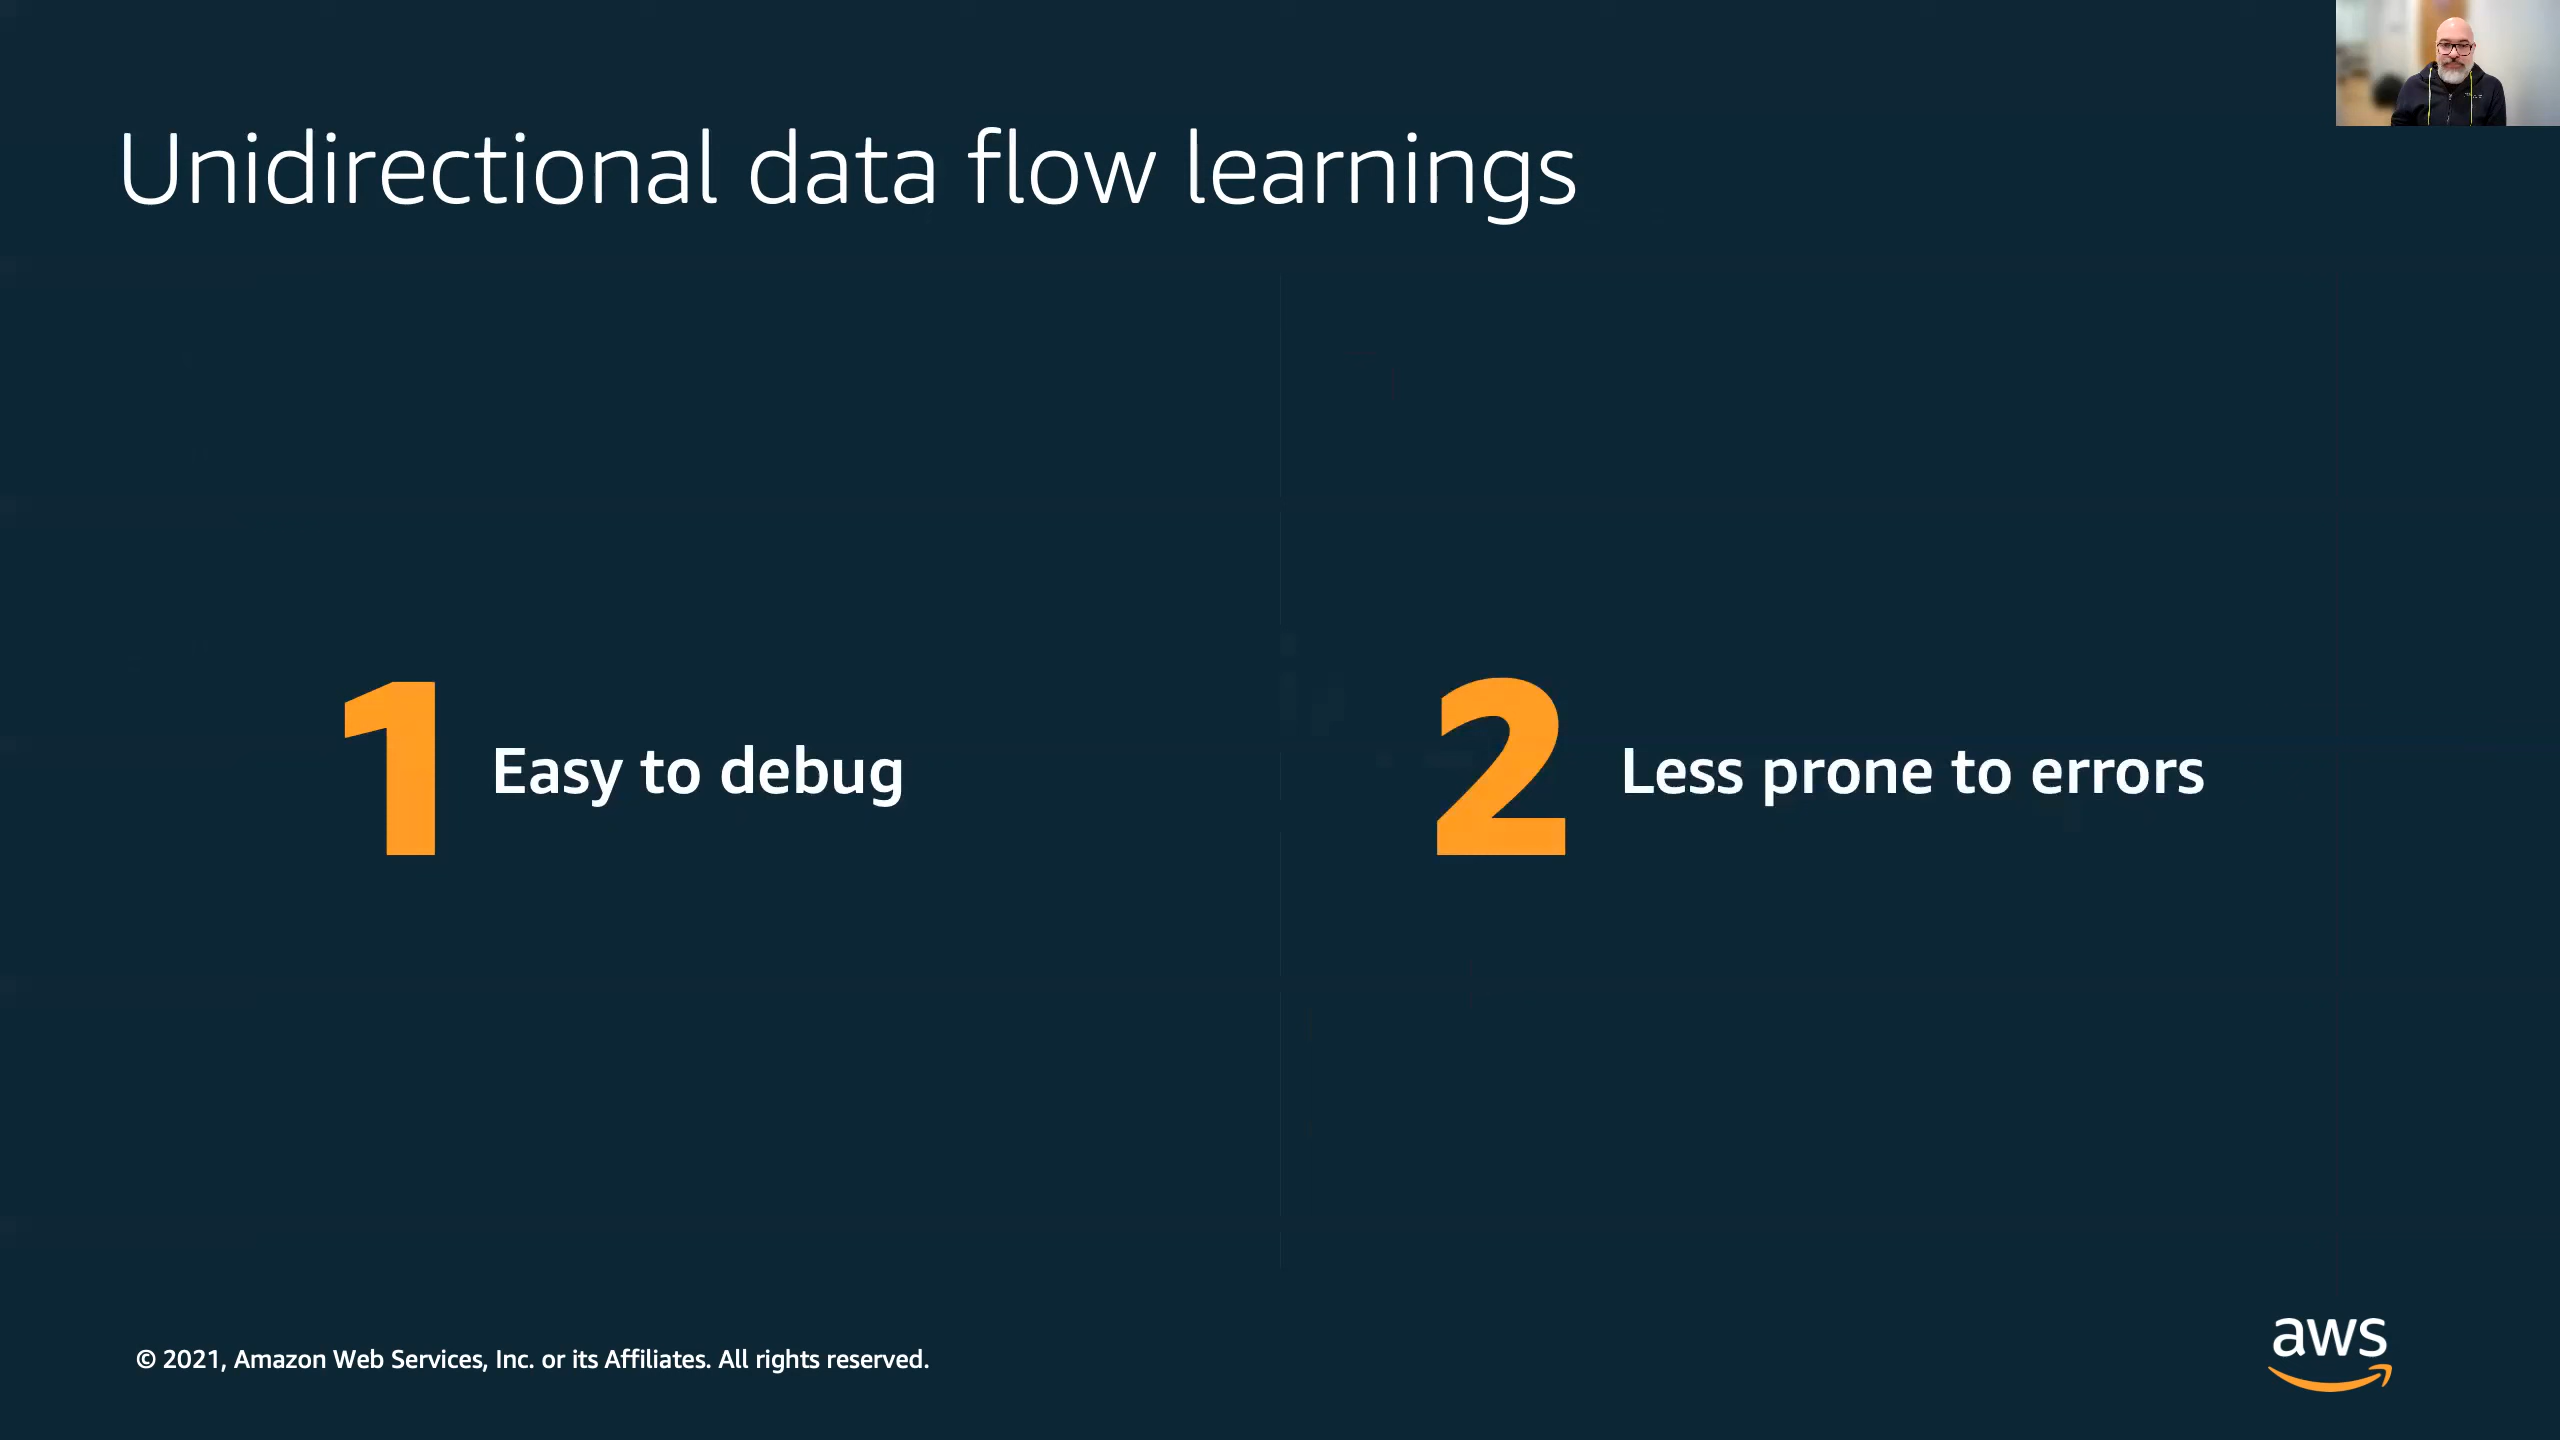 Unidirectional data flow learnings
1 Easy to debug
2 Less prone to errors
© 2021, Amazon Web Services, Inc. or its Affiliates. All rights reserved.
aws